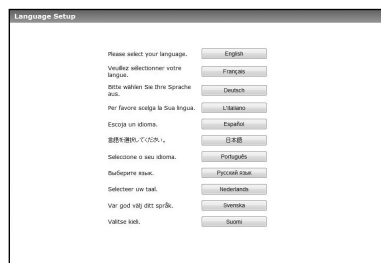 Language Setup
Please select your language.
English
Veuillez sélectionner votre
langue.
Français
Bitte wählen Sie Ihre Sprache
aus.
Deutsch
Per favore scelga la Sua lingua.
L'italiano
Escoja un idioma.
Español
言語を選択してください。
日本語
Seleccione o seu idioma.
Português
Выберите язык.
Русский язык
Selecteer uw taal.
Nederlands
Var god välj ditt språk.
Svenska
Valitse kieli.
Suomi